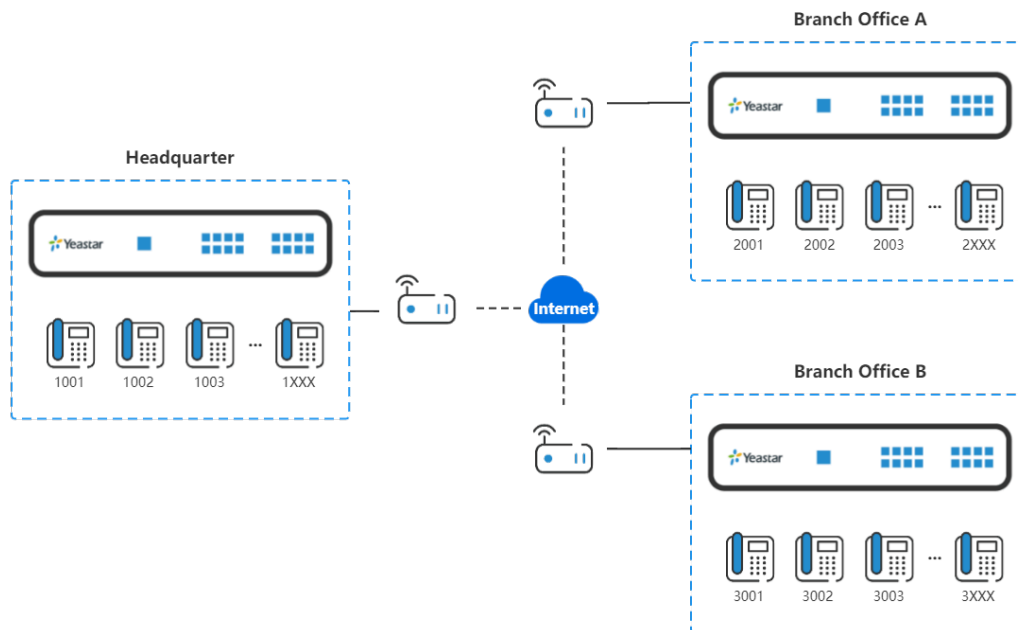 Branch Office A
Yeastar
2001 2002 2003 ... 2XXX
Headquarter
Yeastar
1001 1002 1003 ... 1XXX
Internet
Branch Office B
Yeastar
3001 3002 3003 ... 3XXX